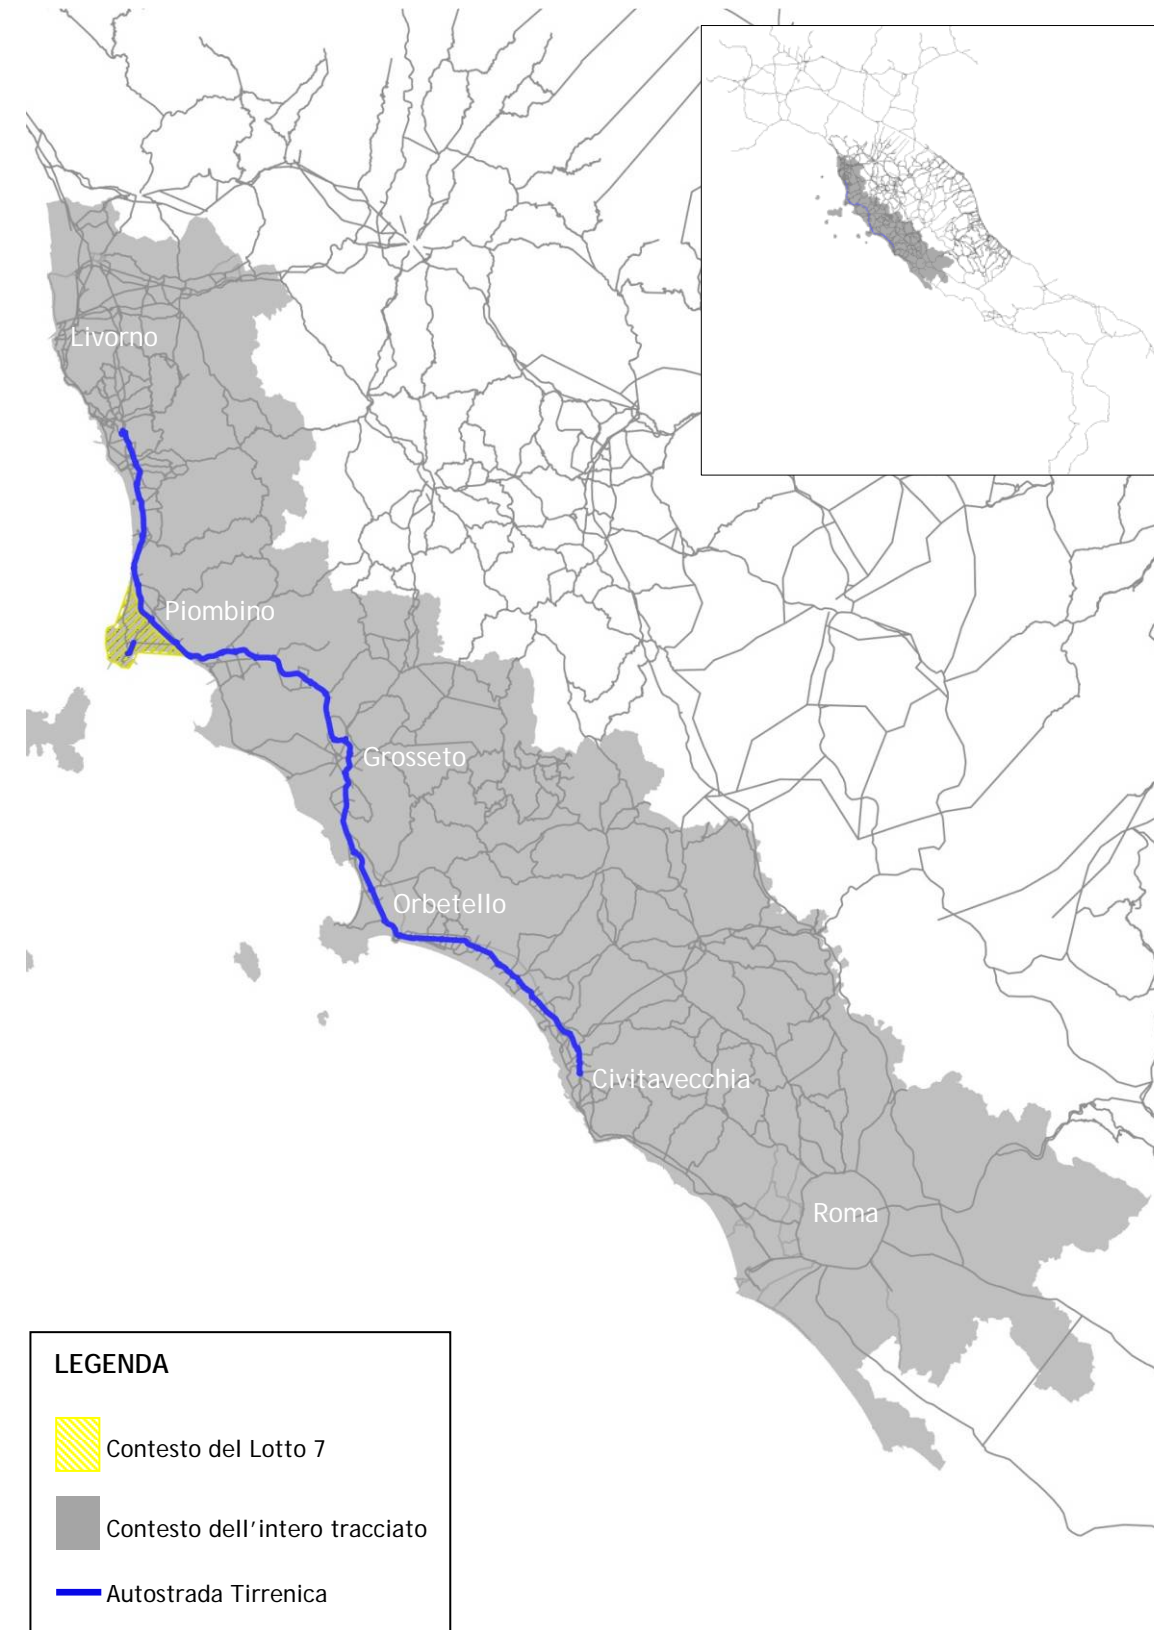 Livorno
Piombino
Grosseto
Orbetello
Civitavecchia
Roma
LEGENDA
Contesto del Lotto 7
Contesto dell’intero tracciato
Autostrada Tirrenica